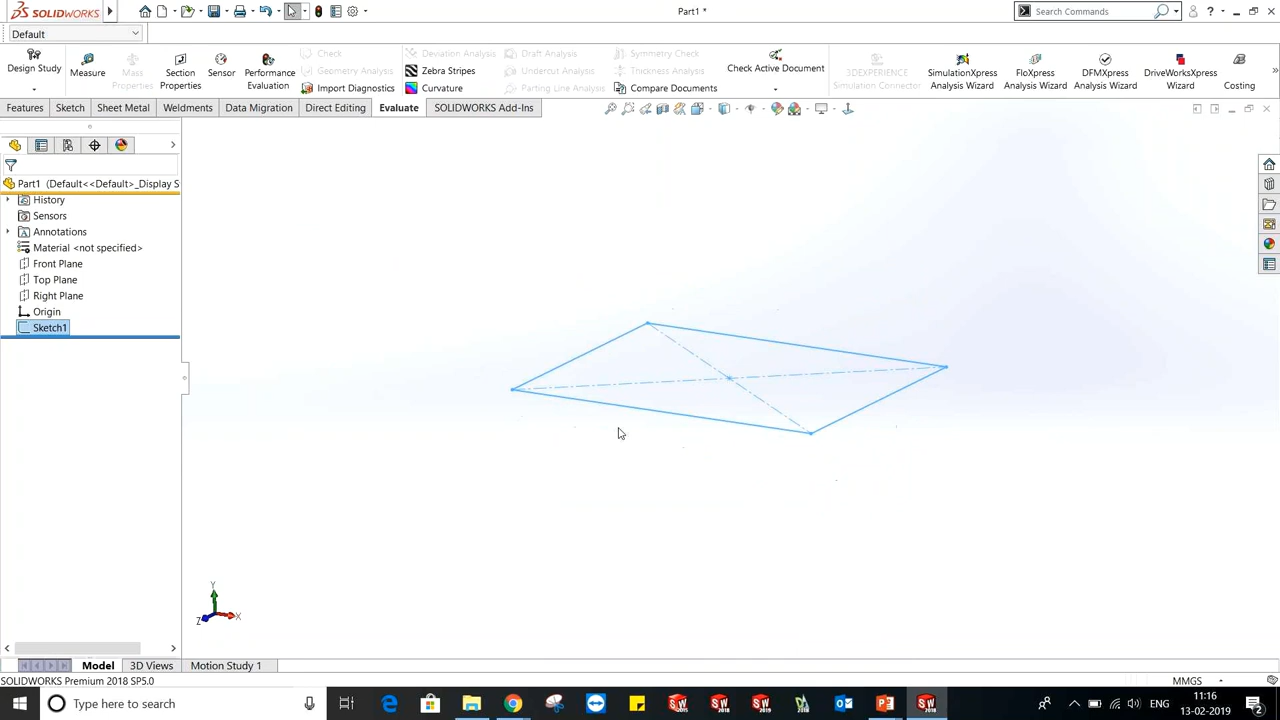 SOLIDWORKS
Part1 *
Search Commands
Default
Design Study
Measure
Mass Properties
Section Properties
Sensor
Performance Evaluation
Check
Geometry Analysis
Import Diagnostics
Deviation Analysis
Zebra Stripes
Curvature
Draft Analysis
Undercut Analysis
Parting Line Analysis
Symmetry Check
Thickness Analysis
Compare Documents
Check Active Document
3DEXPERIENCE Simulation Connector
SimulationXpress Analysis Wizard
FloXpress Analysis Wizard
DFMXpress Analysis Wizard
DriveWorksXpress Wizard
Costing
Features
Sketch
Sheet Metal
Weldments
Data Migration
Direct Editing
Evaluate
SOLIDWORKS Add-Ins
Part1 (Default<<Default>_Display S
History
Sensors
Annotations
Material <not specified>
Front Plane
Top Plane
Right Plane
Origin
Sketch1
Y
X
Z
Model
3D Views
Motion Study 1
SOLIDWORKS Premium 2018 SP5.0
MMGS
Type here to search
ENG
11:16
13-02-2019